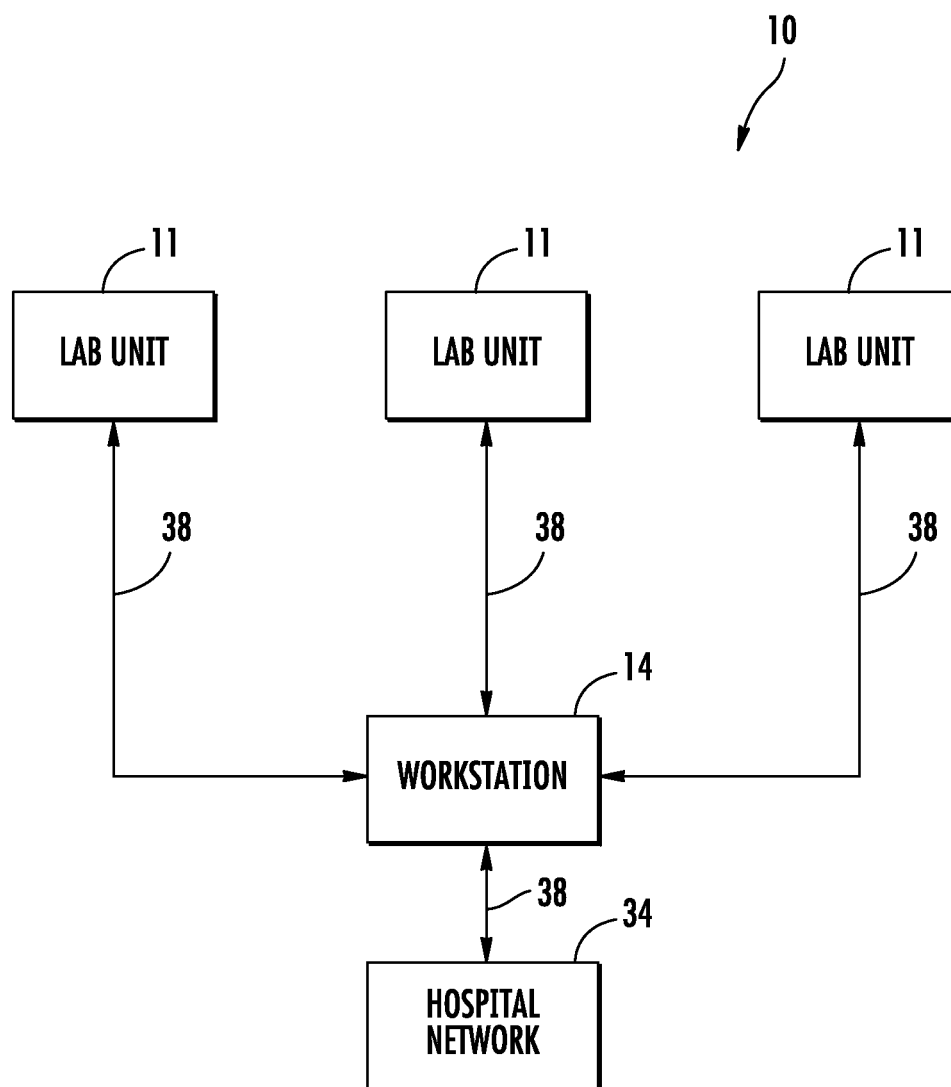 10
11
11
11
LAB UNIT
LAB UNIT
LAB UNIT
38
38
38
14
WORKSTATION
38
34
HOSPITAL
NETWORK